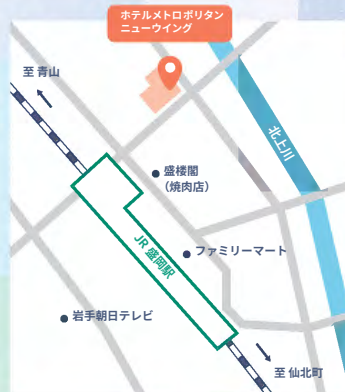 ホテルメトロポリタン
ニューウイング
至 青山
北上川
盛楼閣
(焼肉店)
JR 盛岡駅
ファミリーマート
岩手朝日テレビ
至 仙北町